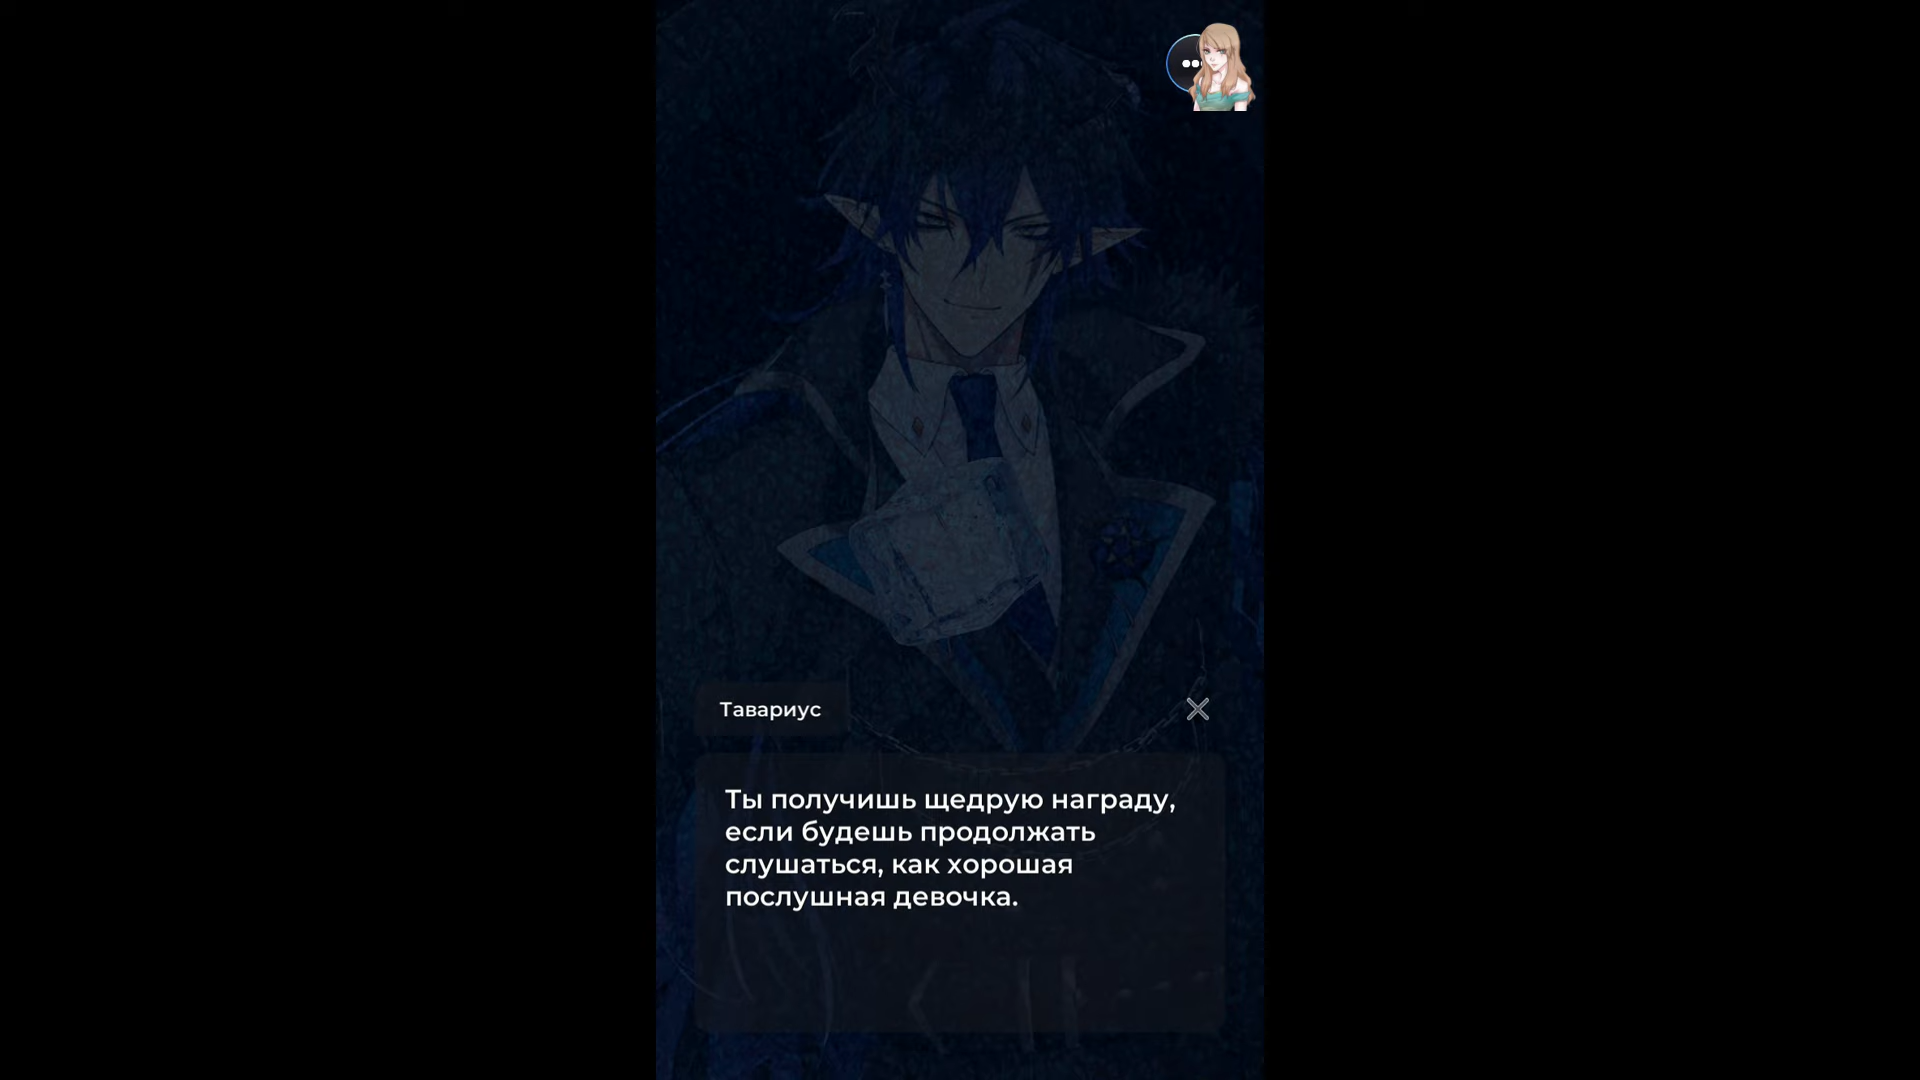 Тавариус
Ты получишь щедрую награду,
если будешь продолжать
слушаться, как хорошая
послушная девочка.